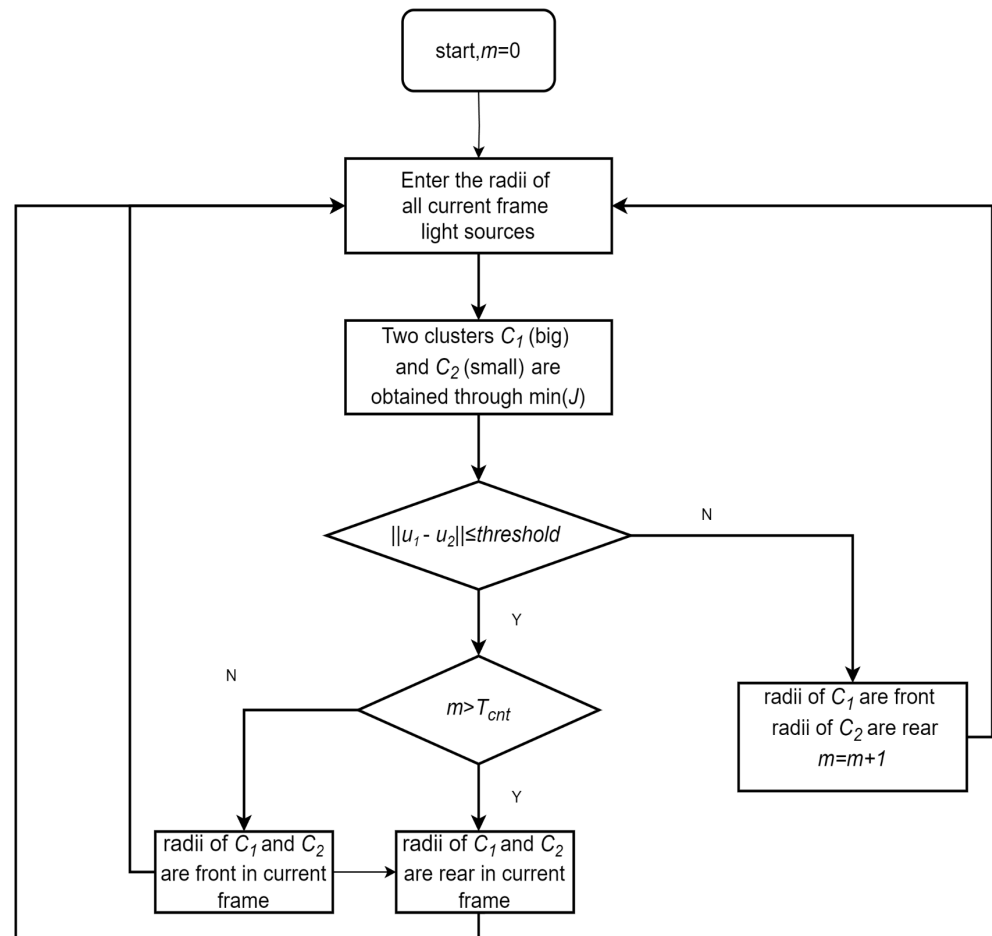 start,m=0
Enter the radii of
all current frame
light sources
Two clusters C₁ (big)
and C₂ (small) are
obtained through min(J)
||u₁ - u₂||≤threshold
N
Y
m>T_cnt
N
Y
radii of C₁ are front
radii of C₂ are rear
m=m+1
radii of C₁ and C₂
are front in current
frame
radii of C₁ and C₂
are rear in current
frame